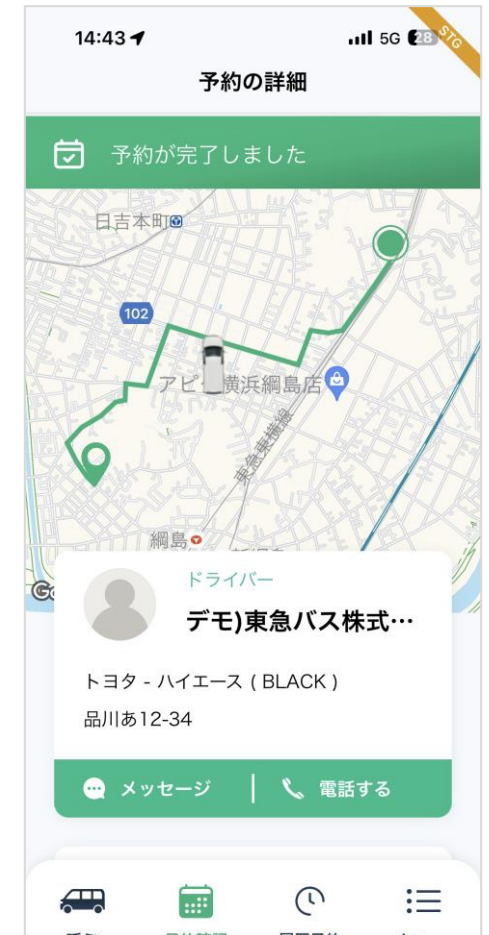 14:43
5G 28
STG
予約の詳細
予約が完了しました
日吉本町
102
アピタ横浜綱島店
東急東横線
綱島
ドライバー
デモ)東急バス株式…
トヨタ - ハイエース ( BLACK )
品川あ12-34
メッセージ
電話する